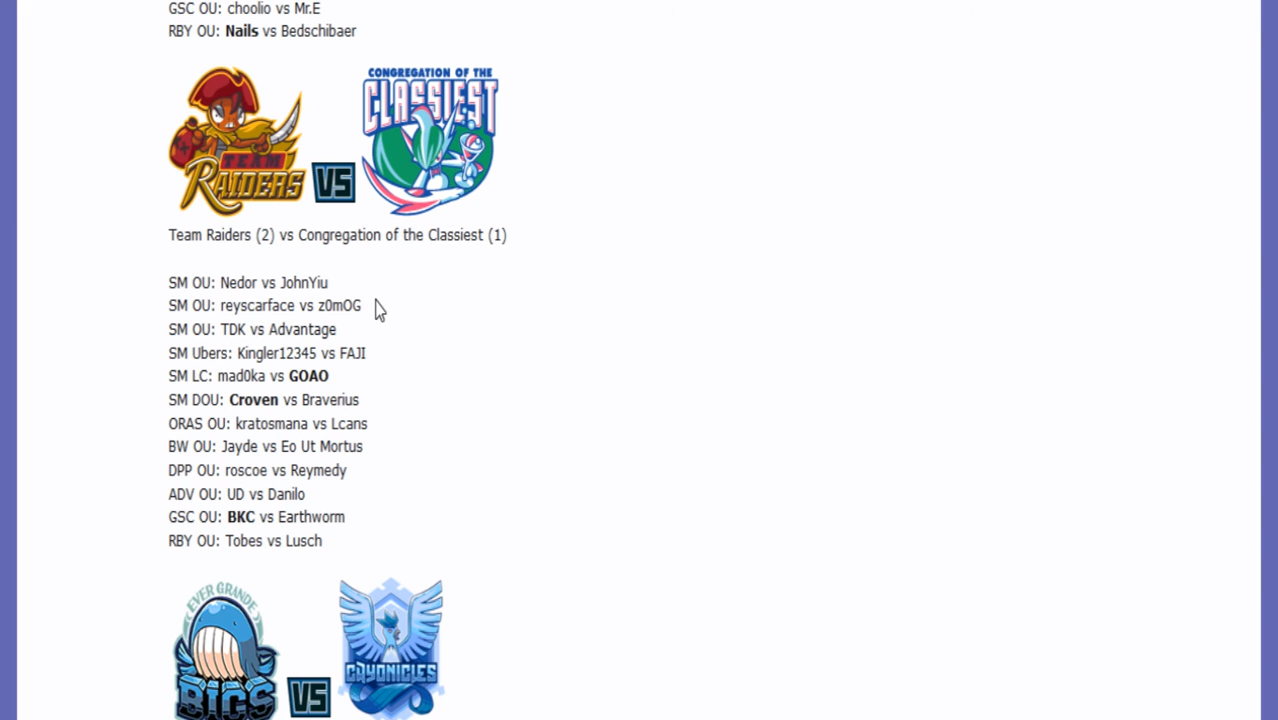 GSC OU: choolio vs Mr.E
RBY OU: Nails vs Bedschibaer
CONGREGATION OF THE
CLASSIEST
TEAM
RAIDERS
VS
Team Raiders (2) vs Congregation of the Classiest (1)
SM OU: Nedor vs JohnYiu
SM OU: reyscarface vs z0mOG
SM OU: TDK vs Advantage
SM Ubers: Kingler12345 vs FAJI
SM LC: mad0ka vs GOAO
SM DOU: Croven vs Braverius
ORAS OU: kratosmana vs Lcans
BW OU: Jayde vs Eo Ut Mortus
DPP OU: roscoe vs Reymedy
ADV OU: UD vs Danilo
GSC OU: BKC vs Earthworm
RBY OU: Tobes vs Lusch
EVER GRANDE
BIGS
VS
CRYONICLES